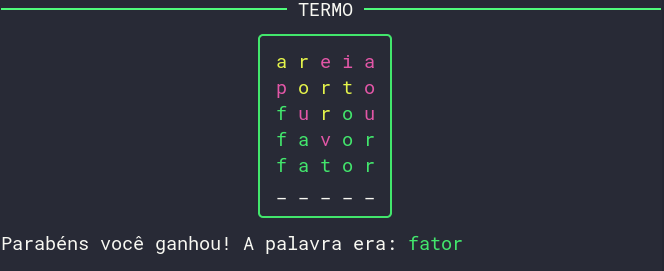 TERMO
a r e i a
p o r t o
f u r o u
f a v o r
f a t o r
_ _ _ _ _
Parabéns você ganhou! A palavra era: fator